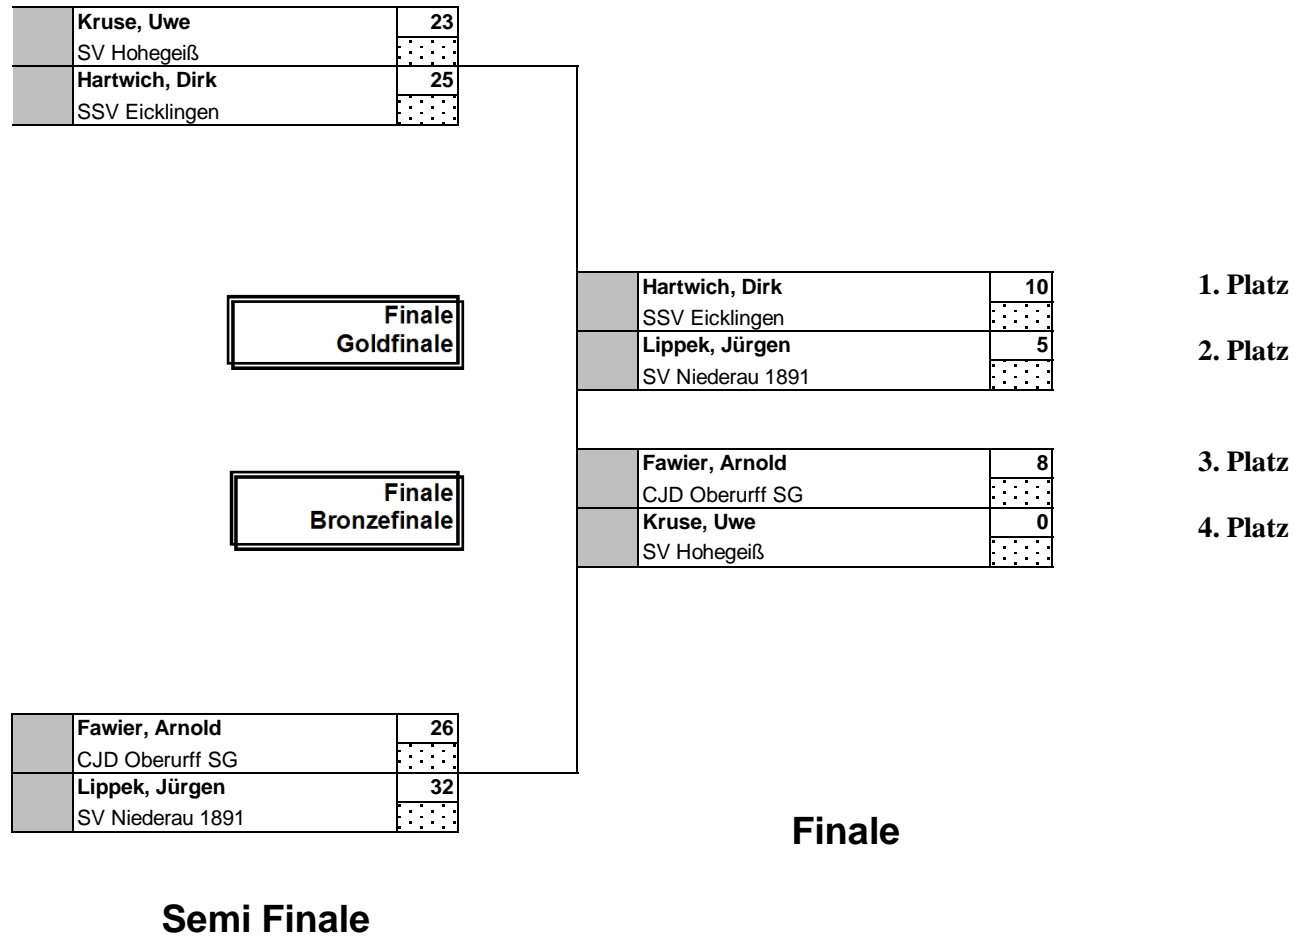 Kruse, Uwe 23
SV Hohegeiß
Hartwich, Dirk 25
SSV Eicklingen
Hartwich, Dirk 10 1. Platz
SSV Eicklingen
Finale
Goldfinale
Lippek, Jürgen 5 2. Platz
SV Niederau 1891
Fawier, Arnold 8 3. Platz
CJD Oberurff SG
Finale
Bronzefinale
Kruse, Uwe 0 4. Platz
SV Hohegeiß
Fawier, Arnold 26
CJD Oberurff SG
Lippek, Jürgen 32
SV Niederau 1891
Finale
Semi Finale